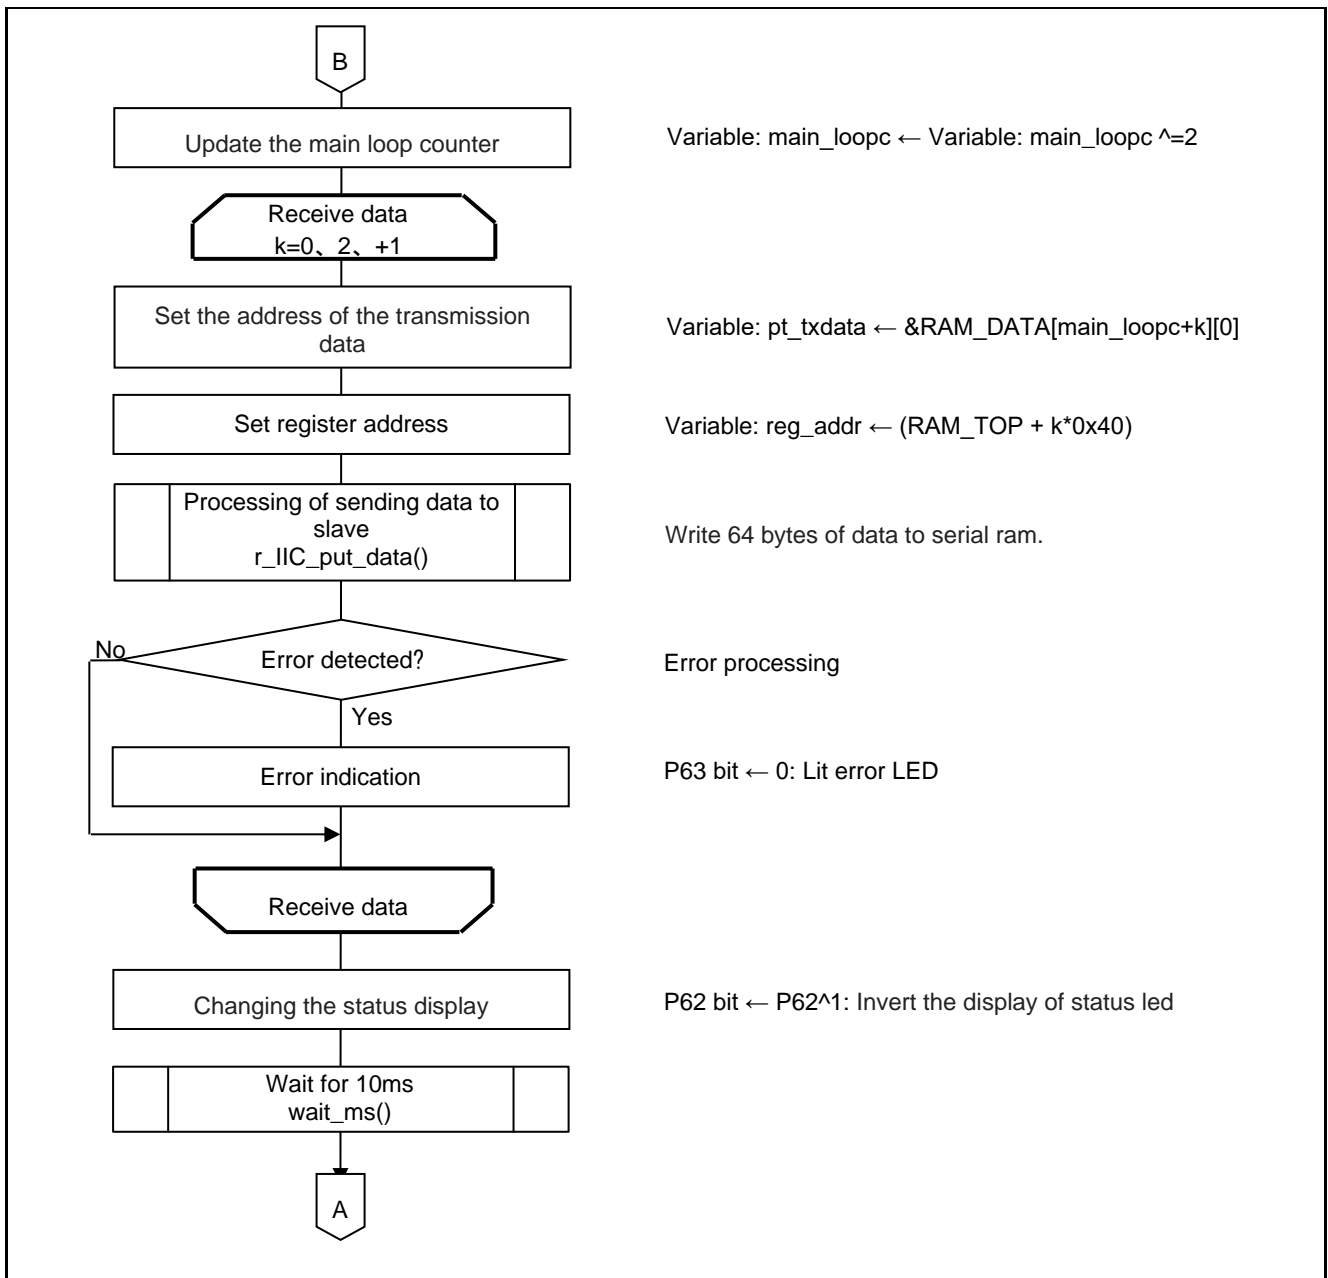 B
Update the main loop counter
Variable: main_loopc ← Variable: main_loopc ^=2
Receive data
k=0、2、+1
Set the address of the transmission
data
Variable: pt_txdata ← &RAM_DATA[main_loopc+k][0]
Set register address
Variable: reg_addr ← (RAM_TOP + k*0x40)
Processing of sending data to
slave
r_IIC_put_data()
Write 64 bytes of data to serial ram.
No
Error detected?
Error processing
Yes
Error indication
P63 bit ← 0: Lit error LED
Receive data
Changing the status display
P62 bit ← P62^1: Invert the display of status led
Wait for 10ms
wait_ms()
A